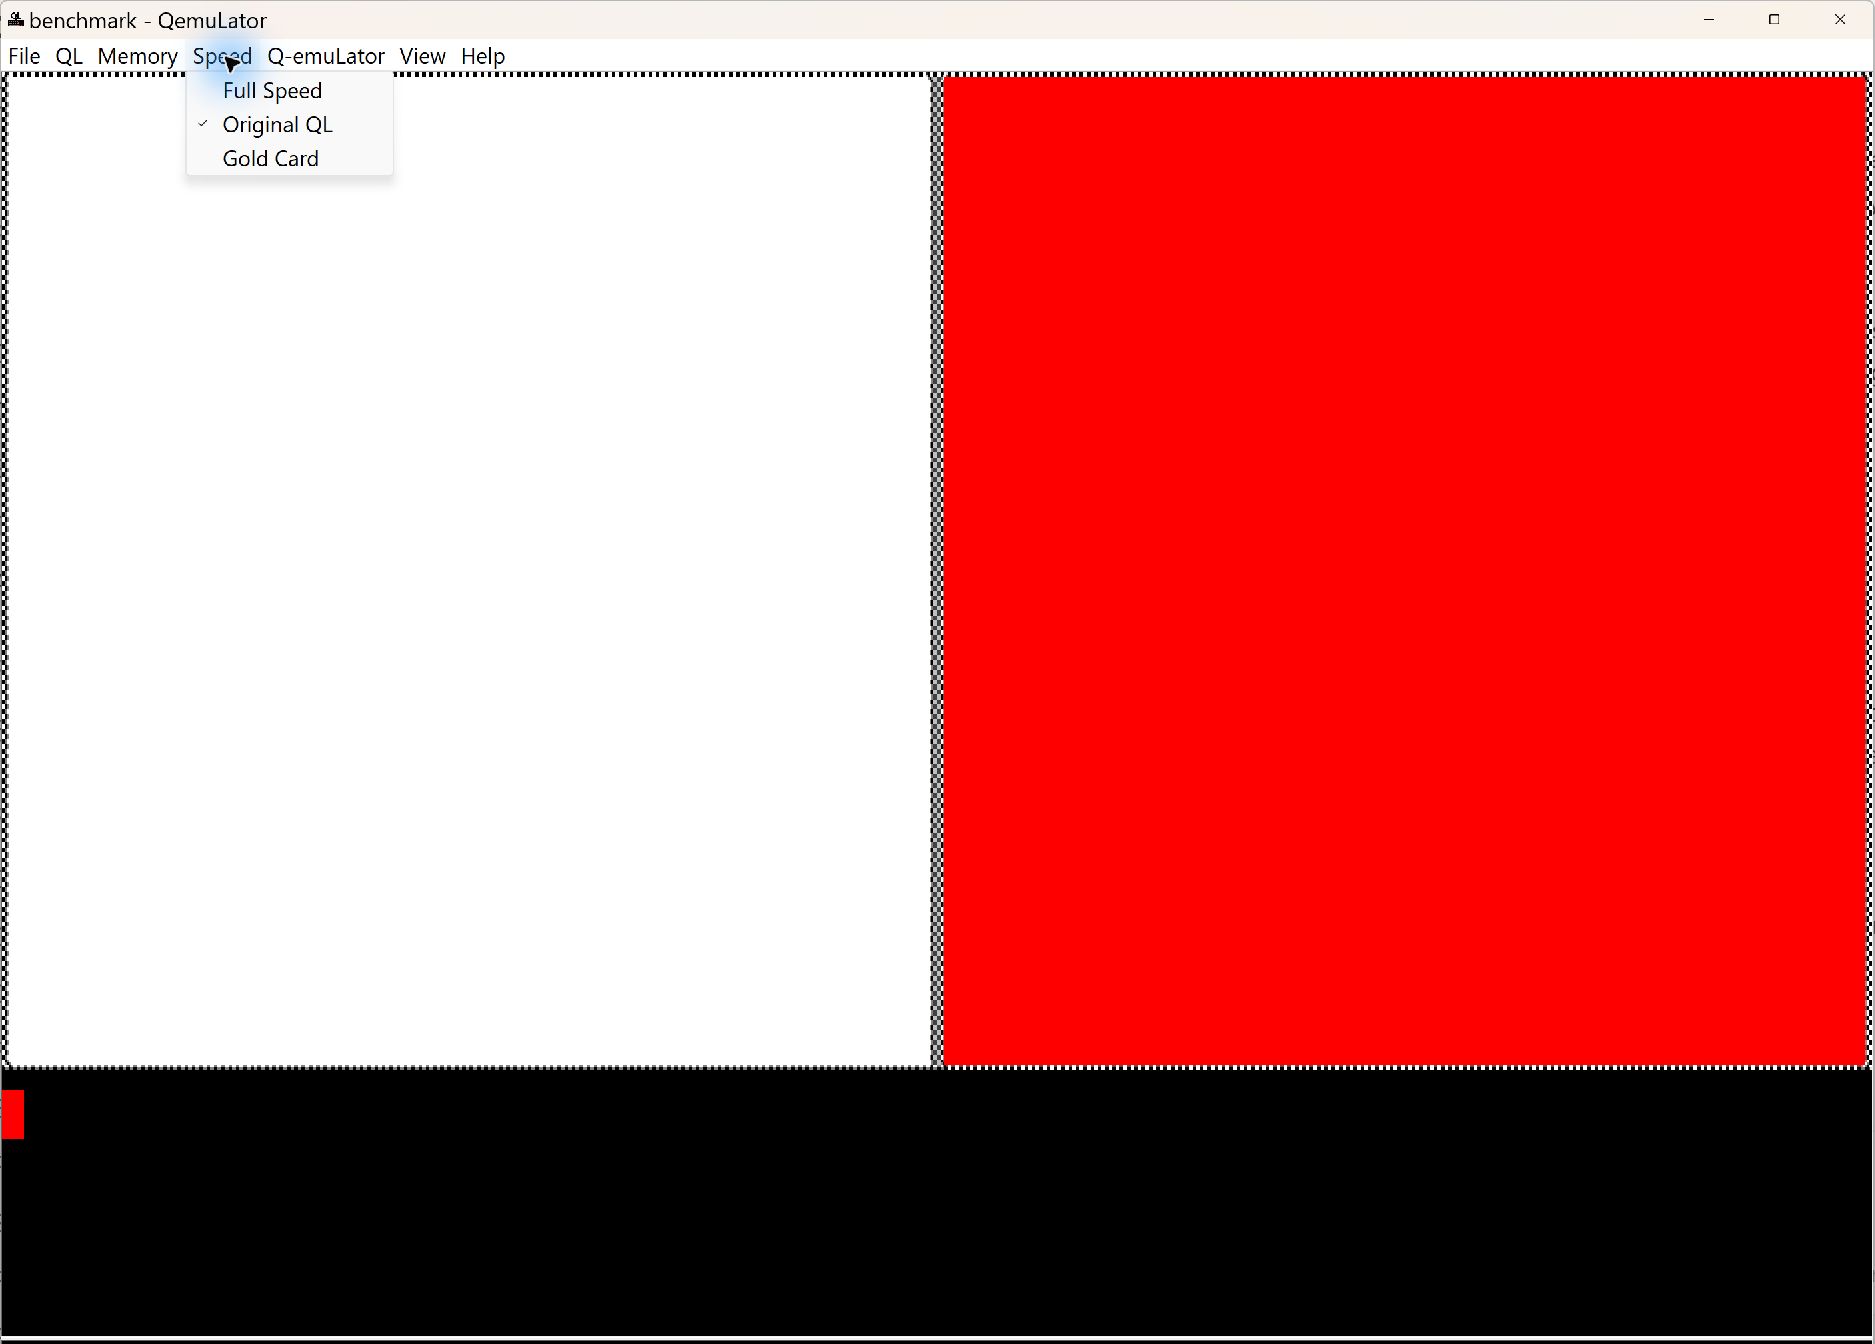 benchmark - QemuLator
File QL Memory Speed Q-emuLator View Help
Full Speed
Original QL
Gold Card